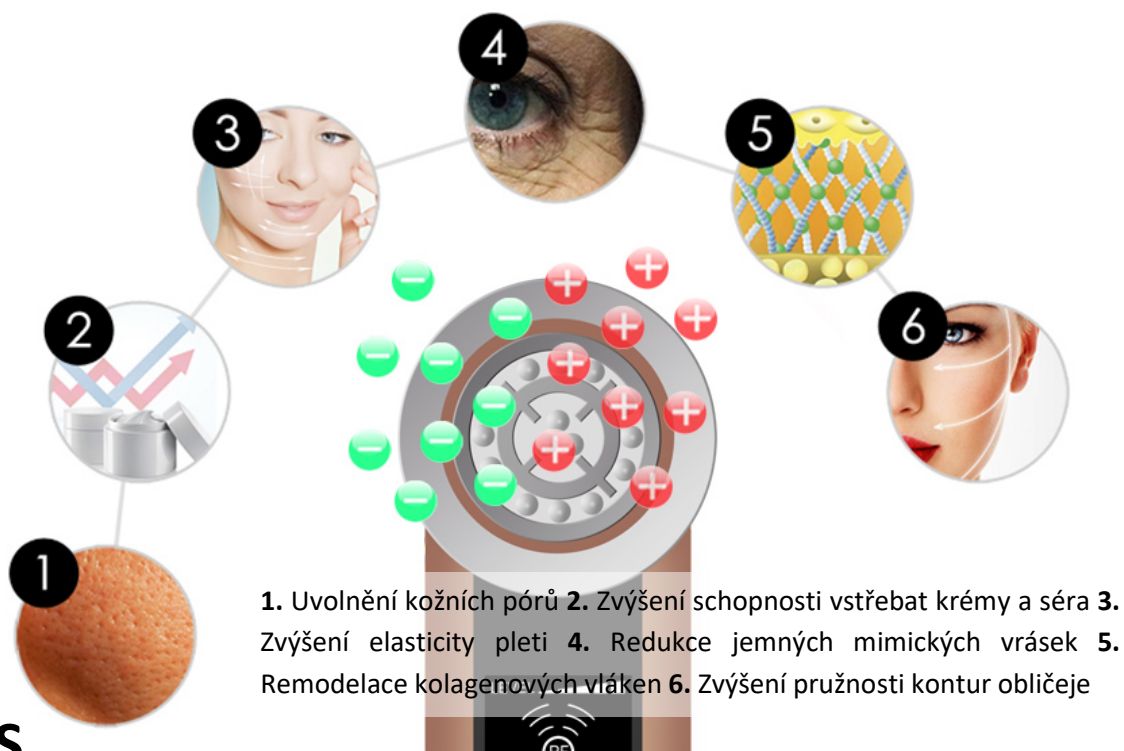 4
3
5
2
6
1
1. Uvolnění kožních pórů 2. Zvýšení schopnosti vstřebat krémy a séra 3.
Zvýšení elasticity pleti 4. Redukce jemných mimických vrásek 5.
Remodelace kolagenových vláken 6. Zvýšení pružnosti kontur obličeje
RF
S